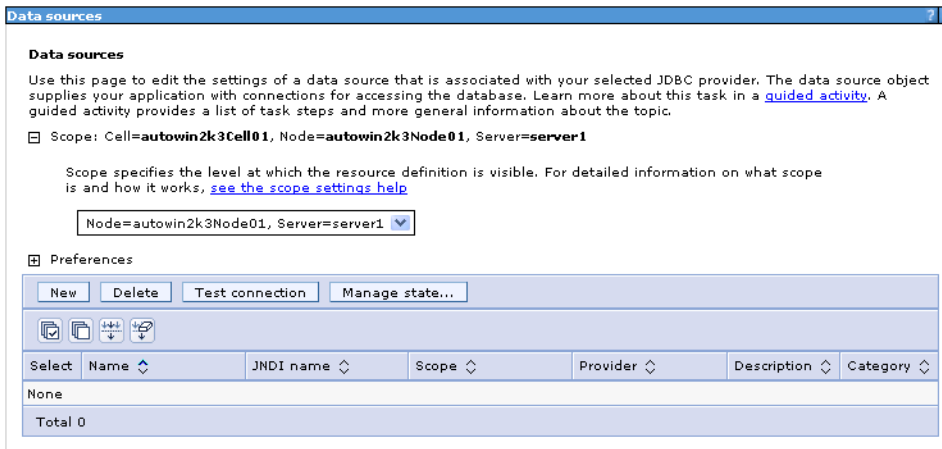 Data sources ?
Data sources
Use this page to edit the settings of a data source that is associated with your selected JDBC provider. The data source object
supplies your application with connections for accessing the database. Learn more about this task in a guided activity. A
guided activity provides a list of task steps and more general information about the topic.
Scope: Cell=autowin2k3Cell01, Node=autowin2k3Node01, Server=server1
Scope specifies the level at which the resource definition is visible. For detailed information on what scope
is and how it works, see the scope settings help
Node=autowin2k3Node01, Server=server1
Preferences
New Delete Test connection Manage state...
Select Name JNDI name Scope Provider Description Category
None
Total 0